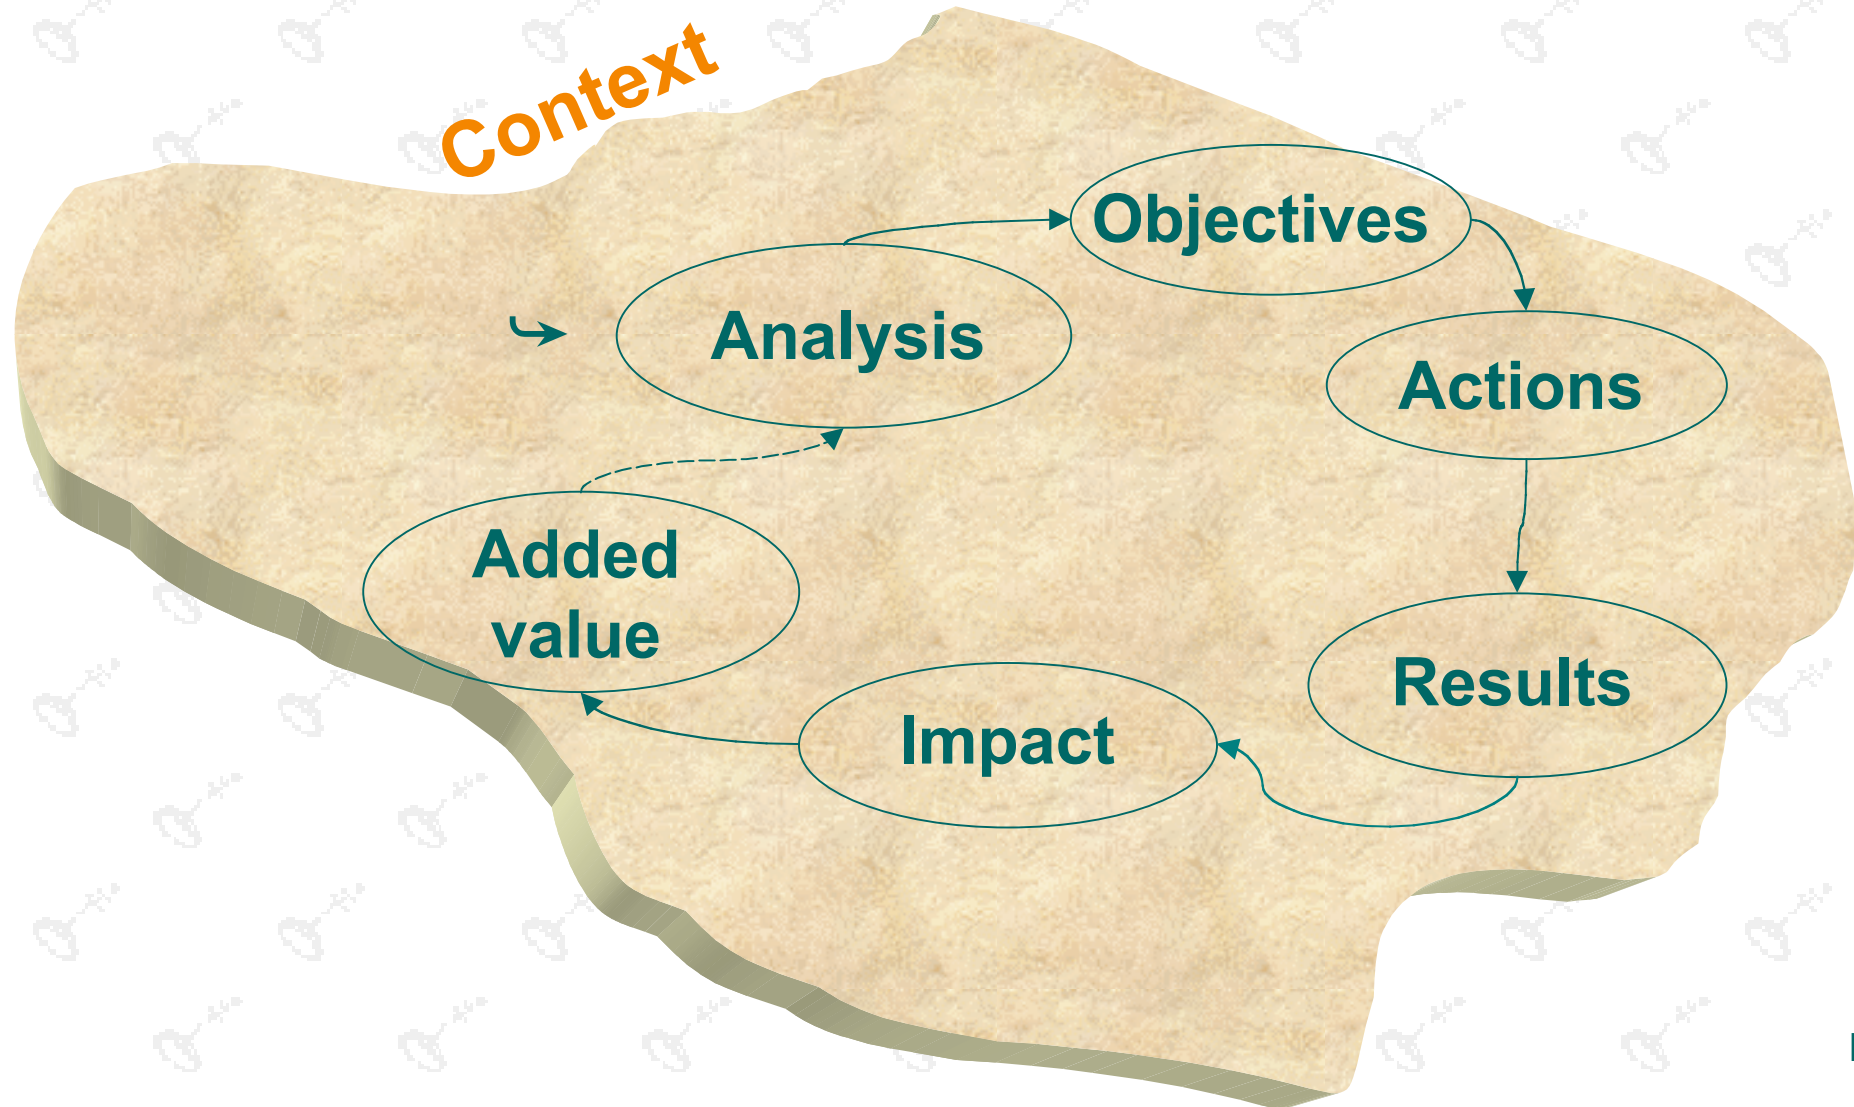 Context
Objectives
Analysis
Actions
Added
value
Results
Impact